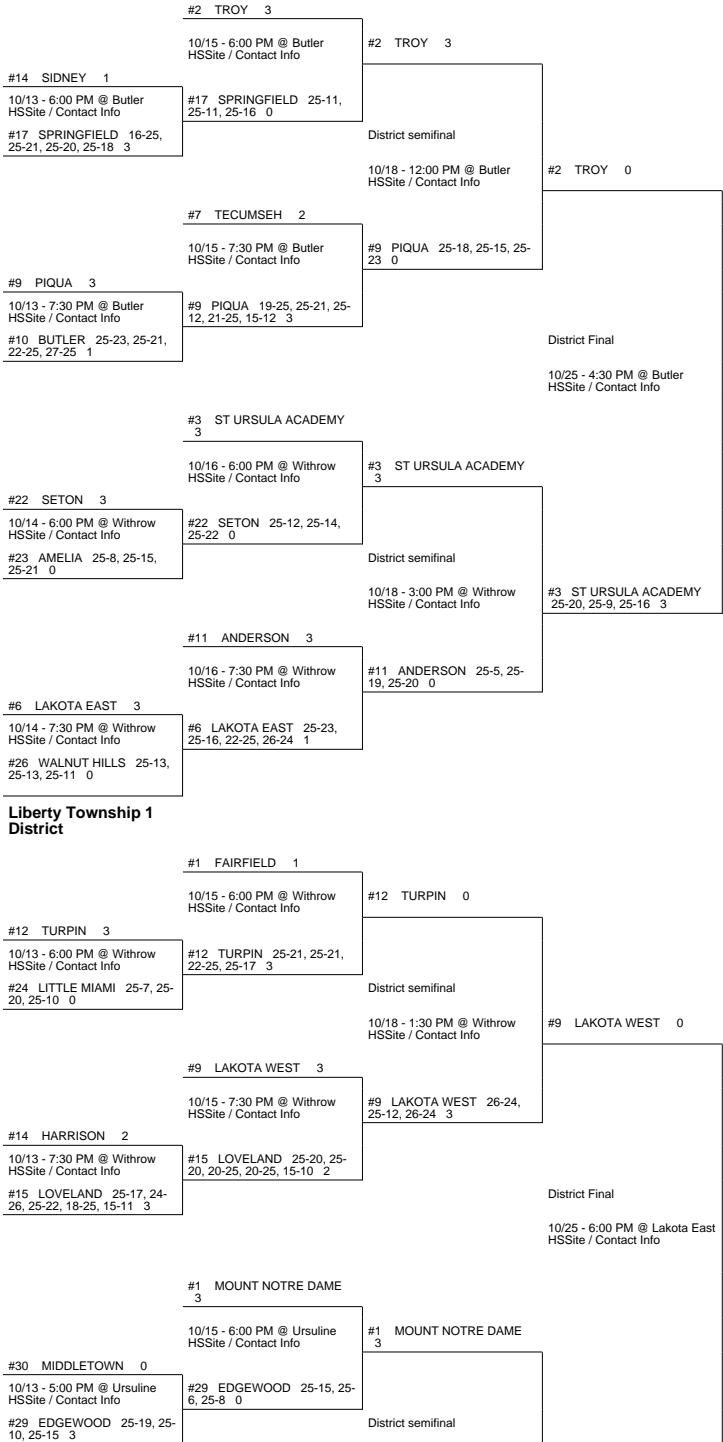 #2 TROY 3
10/15 - 6:00 PM @ Butler
HSSite / Contact Info
#2 TROY 3
#14 SIDNEY 1
10/13 - 6:00 PM @ Butler
HSSite / Contact Info
#17 SPRINGFIELD 25-11,
25-11, 25-16 0
#17 SPRINGFIELD 16-25,
25-21, 25-20, 25-18 3
District semifinal
10/18 - 12:00 PM @ Butler
HSSite / Contact Info
#2 TROY 0
#7 TECUMSEH 2
10/15 - 7:30 PM @ Butler
HSSite / Contact Info
#9 PIQUA 25-18, 25-15, 25-
23 0
#9 PIQUA 3
10/13 - 7:30 PM @ Butler
HSSite / Contact Info
#9 PIQUA 19-25, 25-21, 25-
12, 21-25, 15-12 3
#10 BUTLER 25-23, 25-21,
22-25, 27-25 1
District Final
10/25 - 4:30 PM @ Butler
HSSite / Contact Info
#3 ST URSULA ACADEMY
3
10/16 - 6:00 PM @ Withrow
HSSite / Contact Info
#3 ST URSULA ACADEMY
3
#22 SETON 3
10/14 - 6:00 PM @ Withrow
HSSite / Contact Info
#22 SETON 25-12, 25-14,
25-22 0
#23 AMELIA 25-8, 25-15,
25-21 0
District semifinal
10/18 - 3:00 PM @ Withrow
HSSite / Contact Info
#3 ST URSULA ACADEMY
25-20, 25-9, 25-16 3
#11 ANDERSON 3
10/16 - 7:30 PM @ Withrow
HSSite / Contact Info
#11 ANDERSON 25-5, 25-
19, 25-20 0
#6 LAKOTA EAST 3
10/14 - 7:30 PM @ Withrow
HSSite / Contact Info
#6 LAKOTA EAST 25-23,
25-16, 22-25, 26-24 1
#26 WALNUT HILLS 25-13,
25-13, 25-11 0
Liberty Township 1
District
#1 FAIRFIELD 1
10/15 - 6:00 PM @ Withrow
HSSite / Contact Info
#12 TURPIN 0
#12 TURPIN 3
10/13 - 6:00 PM @ Withrow
HSSite / Contact Info
#12 TURPIN 25-21, 25-21,
22-25, 25-17 3
#24 LITTLE MIAMI 25-7, 25-
20, 25-10 0
District semifinal
10/18 - 1:30 PM @ Withrow
HSSite / Contact Info
#9 LAKOTA WEST 0
#9 LAKOTA WEST 3
10/15 - 7:30 PM @ Withrow
HSSite / Contact Info
#9 LAKOTA WEST 26-24,
25-12, 26-24 3
#14 HARRISON 2
10/13 - 7:30 PM @ Withrow
HSSite / Contact Info
#15 LOVELAND 25-20, 25-
20, 20-25, 20-25, 15-10 2
#15 LOVELAND 25-17, 24-
26, 25-22, 18-25, 15-11 3
District Final
10/25 - 6:00 PM @ Lakota East
HSSite / Contact Info
#1 MOUNT NOTRE DAME
3
10/15 - 6:00 PM @ Ursuline
HSSite / Contact Info
#1 MOUNT NOTRE DAME
3
#30 MIDDLETOWN 0
10/13 - 5:00 PM @ Ursuline
HSSite / Contact Info
#29 EDGEWOOD 25-15, 25-
6, 25-8 0
#29 EDGEWOOD 25-19, 25-
10, 25-15 3
District semifinal